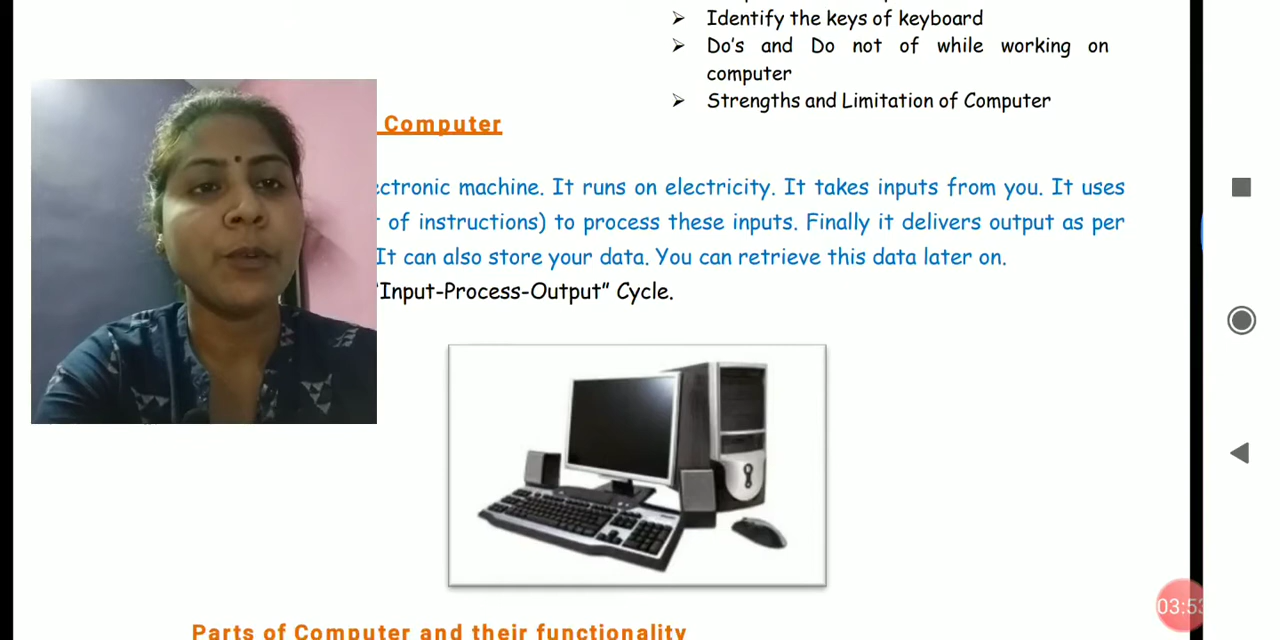 Identify the keys of keyboard
Do's and Do not of while working on
computer
Strengths and Limitation of Computer
Computer
electronic machine. It runs on electricity. It takes inputs from you. It uses
t of instructions) to process these inputs. Finally it delivers output as per
It can also store your data. You can retrieve this data later on.
"Input-Process-Output" Cycle.
Parts of Computer and their functionality
03:53